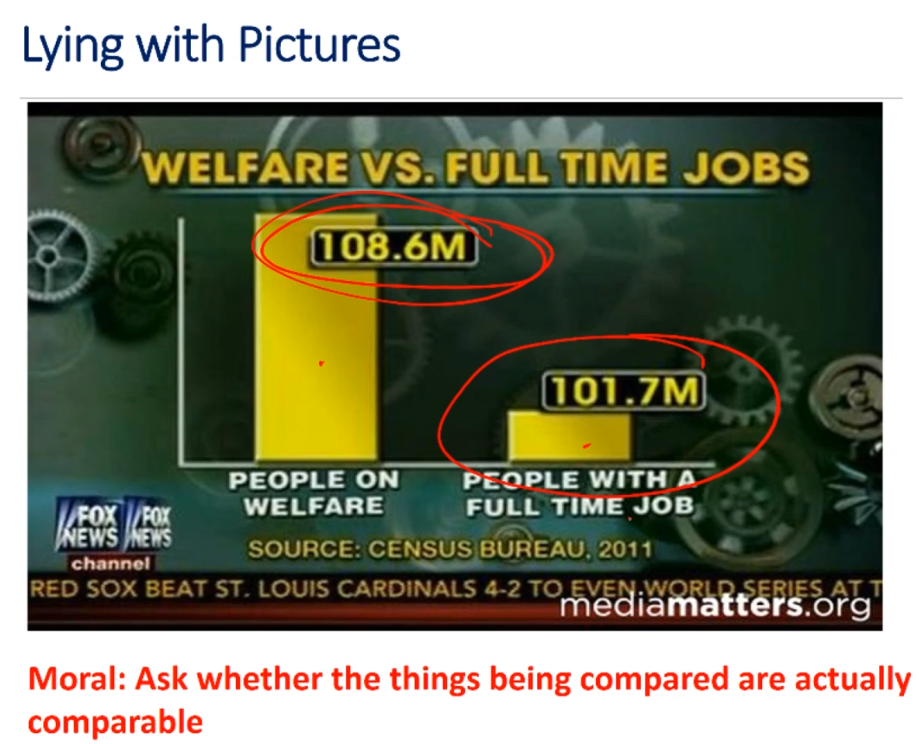 Lying with Pictures
WELFARE VS. FULL TIME JOBS
108.6M
101.7M
PEOPLE ON
WELFARE
PEOPLE WITH A
FULL TIME JOB
FOX
NEWS
FOX
NEWS
channel
SOURCE: CENSUS BUREAU, 2011
RED SOX BEAT ST. LOUIS CARDINALS 4-2 TO EVEN WORLD SERIES AT T
mediamatters.org
Moral: Ask whether the things being compared are actually
comparable